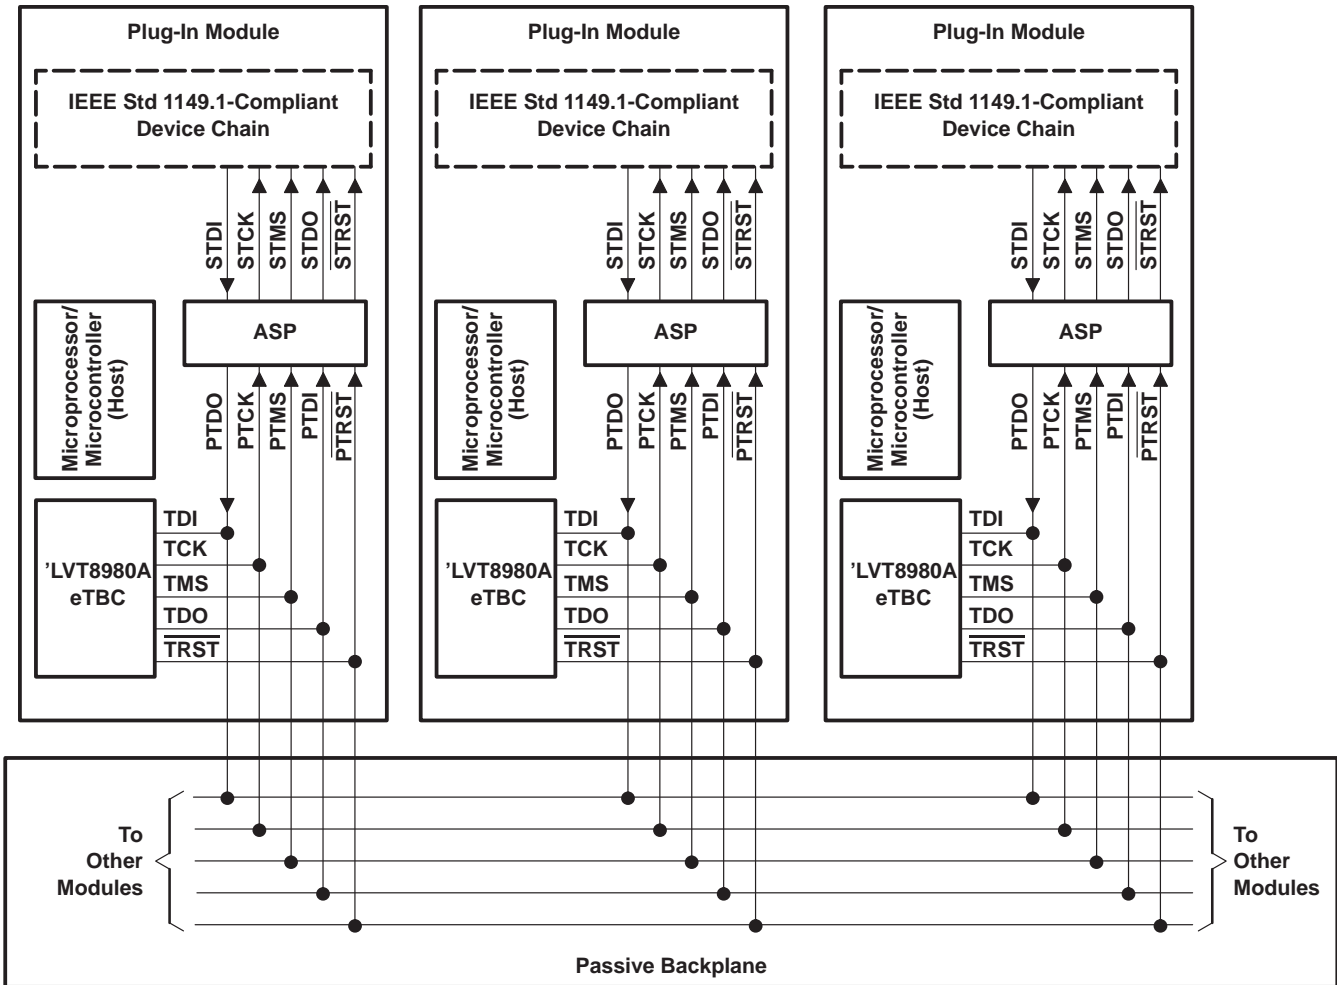 Plug-In Module
IEEE Std 1149.1-Compliant
Device Chain
STDI
STCK
STMS
STDO
STRST
Microprocessor/
Microcontroller
(Host)
ASP
PTDO
PTCK
PTMS
PTDI
PTRST
'LVT8980A
eTBC
TDI
TCK
TMS
TDO
TRST
Plug-In Module
IEEE Std 1149.1-Compliant
Device Chain
STDI
STCK
STMS
STDO
STRST
Microprocessor/
Microcontroller
(Host)
ASP
PTDO
PTCK
PTMS
PTDI
PTRST
'LVT8980A
eTBC
TDI
TCK
TMS
TDO
TRST
Plug-In Module
IEEE Std 1149.1-Compliant
Device Chain
STDI
STCK
STMS
STDO
STRST
Microprocessor/
Microcontroller
(Host)
ASP
PTDO
PTCK
PTMS
PTDI
PTRST
'LVT8980A
eTBC
TDI
TCK
TMS
TDO
TRST
To
Other
Modules
To
Other
Modules
Passive Backplane